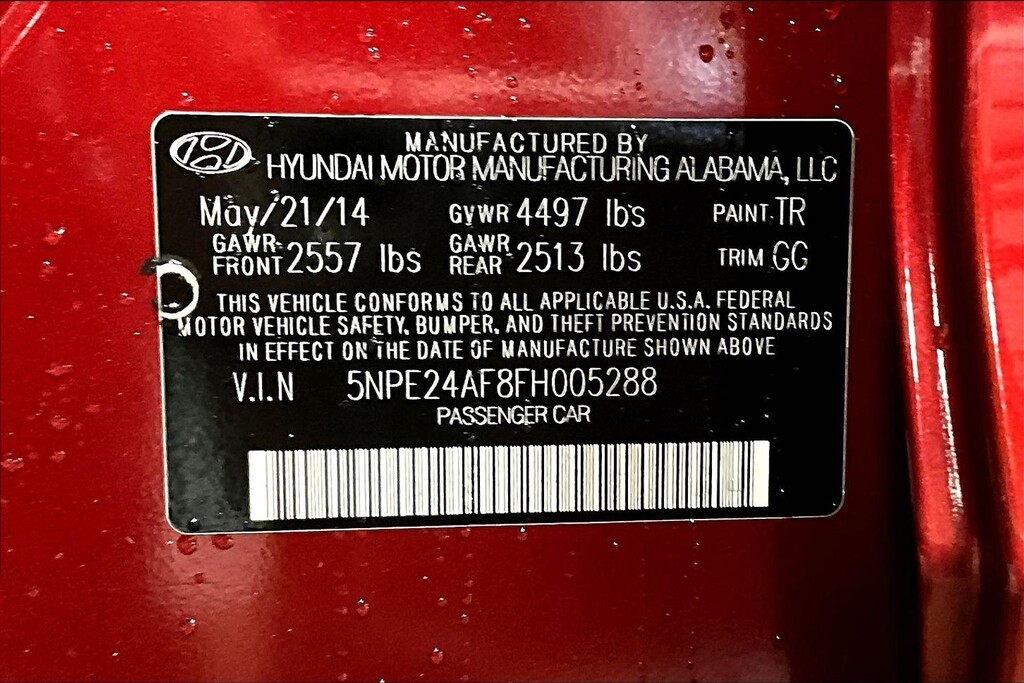 MANUFACTURED BY
HYUNDAI MOTOR MANUFACTURING ALABAMA, LLC
May/21/14 GVWR 4497 lbs PAINT TR
GAWR FRONT 2557 lbs GAWR REAR 2513 lbs TRIM GG
THIS VEHICLE CONFORMS TO ALL APPLICABLE U.S.A. FEDERAL
MOTOR VEHICLE SAFETY, BUMPER, AND THEFT PREVENTION STANDARDS
IN EFFECT ON THE DATE OF MANUFACTURE SHOWN ABOVE
V.I.N 5NPE24AF8FH005288
PASSENGER CAR